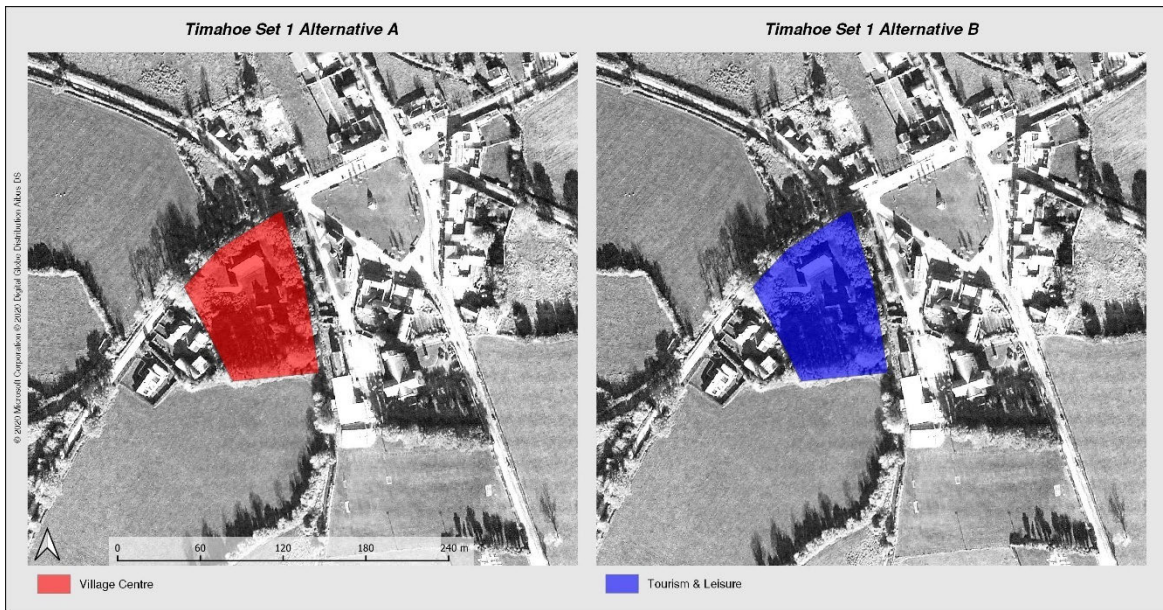 Timahoe Set 1 Alternative A
Timahoe Set 1 Alternative B
© 2020 Microsoft Corporation © 2020 Digital Globe Distribution Aibus DS
0 60 120 180 240 m
Village Centre
Tourism & Leisure